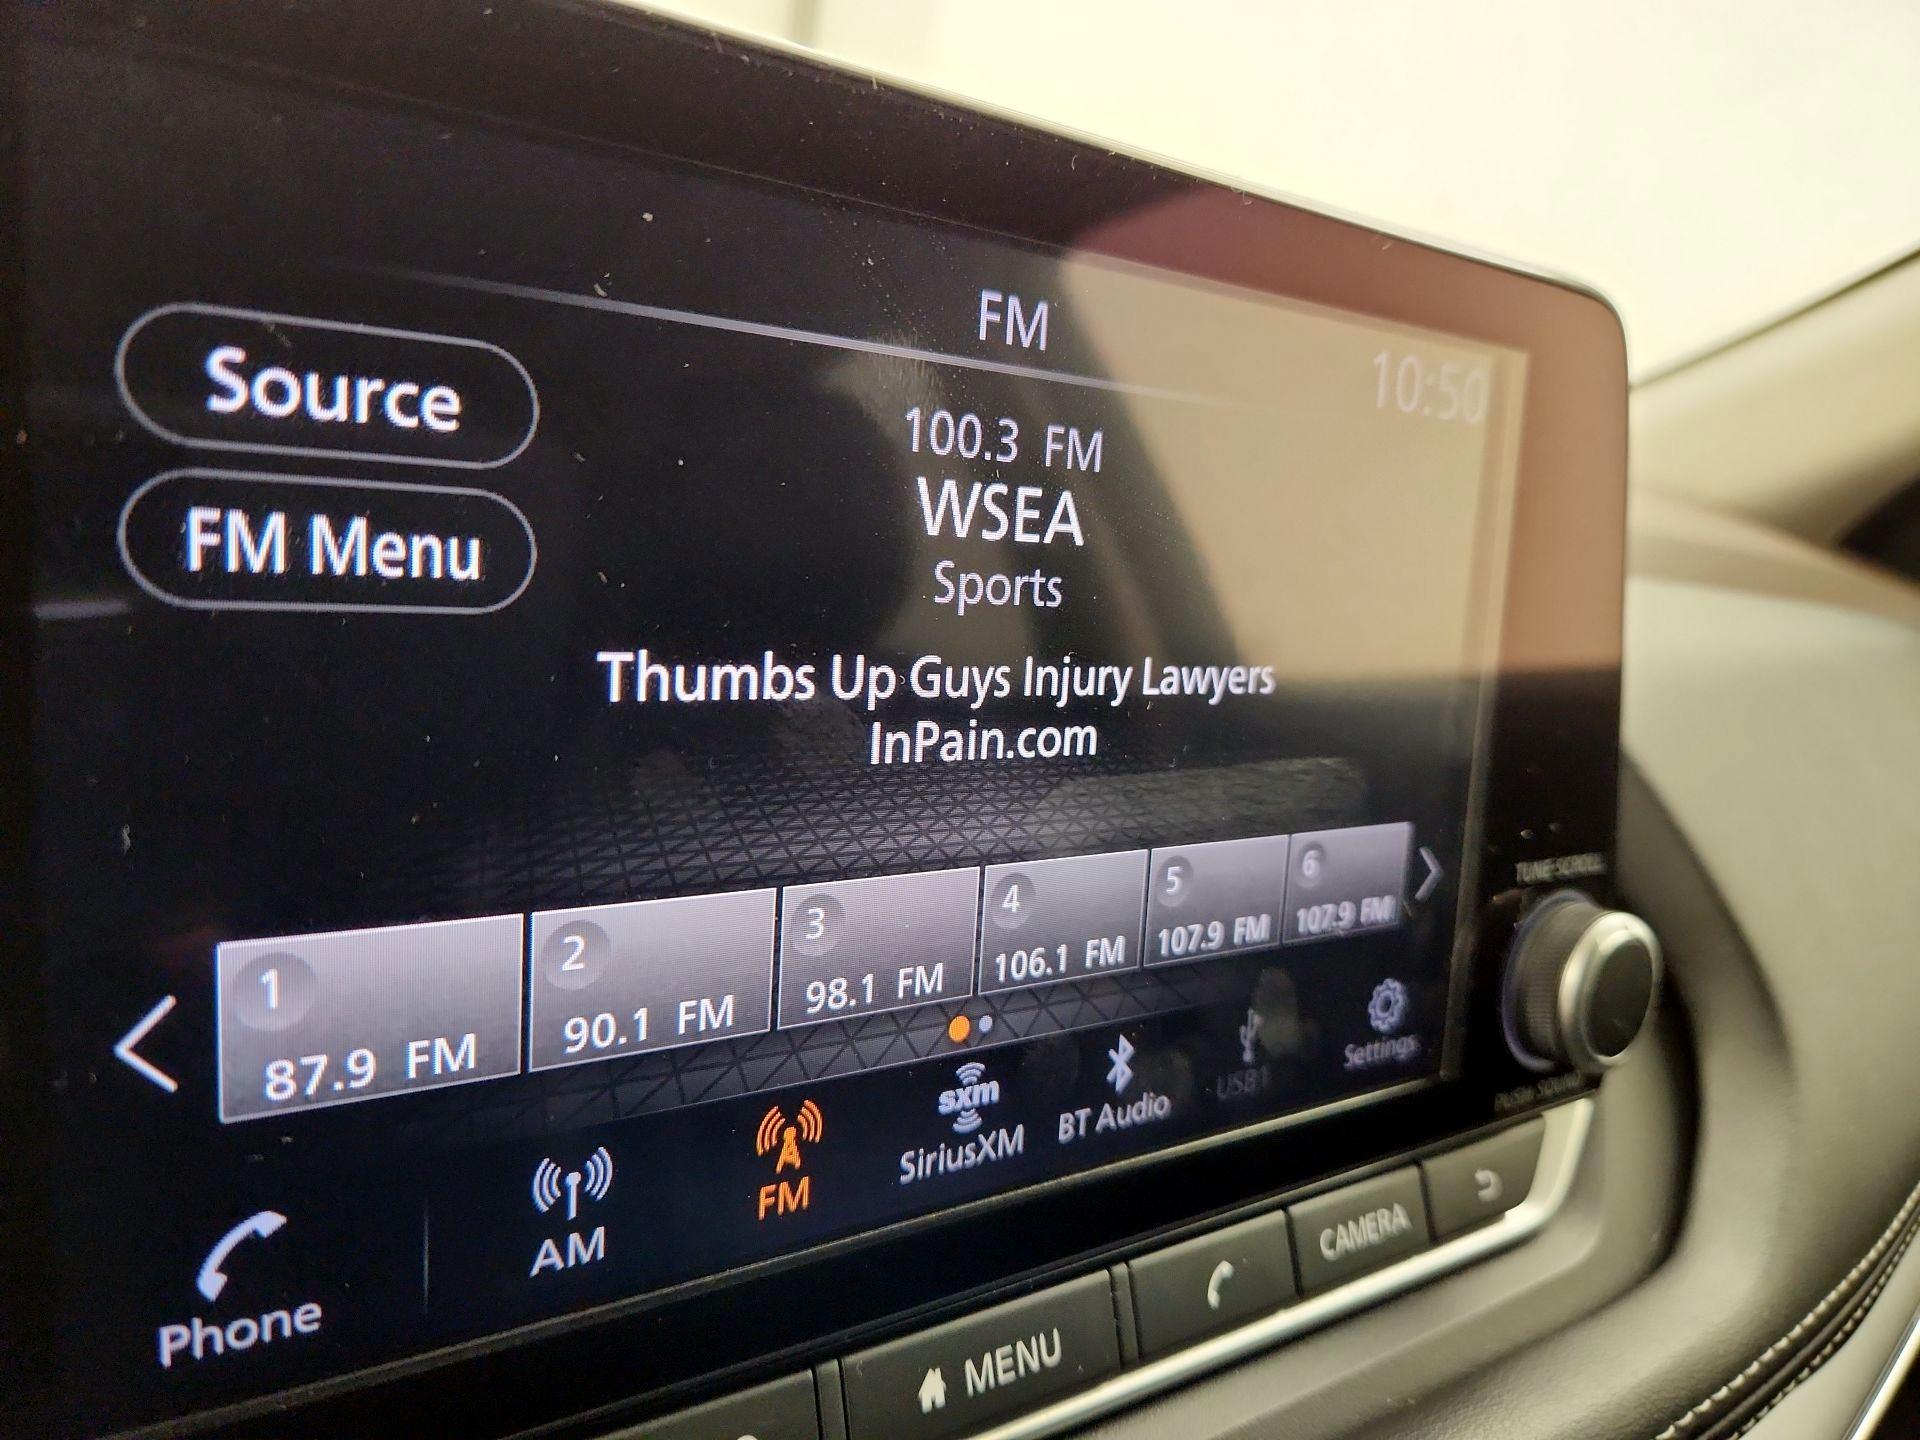 FM
10:50
Source
FM Menu
100.3 FM
WSEA
Sports
Thumbs Up Guys Injury Lawyers
InPain.com
1
87.9 FM
2
90.1 FM
3
98.1 FM
4
106.1 FM
5
107.9 FM
6
107.9 FM
Phone
AM
FM
sxm
SiriusXM
BT Audio
USB1
Settings
TUNE·SCROLL
PUSH SOUND
MENU
CAMERA